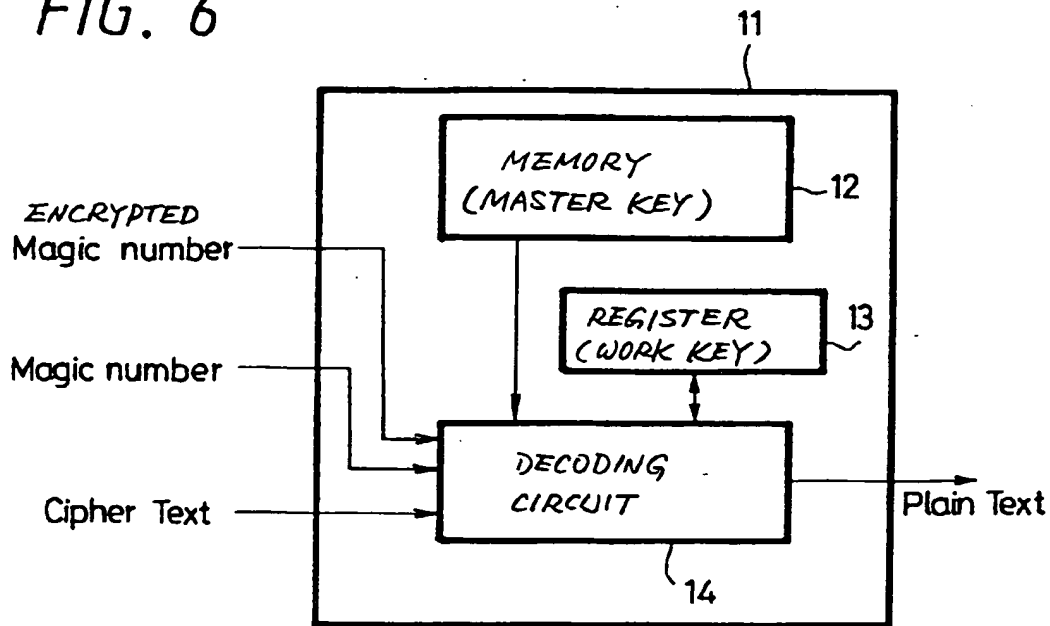 FIG. 6
11
MEMORY
(MASTER KEY)
12
ENCRYPTED
Magic number
REGISTER
(WORK KEY)
13
Magic number
DECODING
CIRCUIT
Cipher Text
Plain Text
14